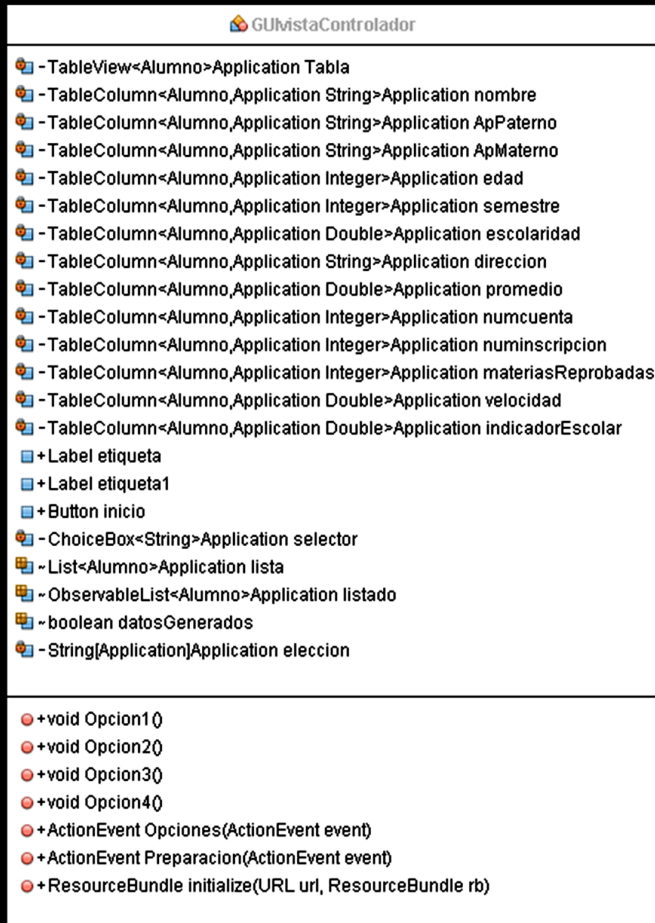 GUIvistaControlador
-TableView<Alumno>Application Tabla
-TableColumn<Alumno,Application String>Application nombre
-TableColumn<Alumno,Application String>Application ApPaterno
-TableColumn<Alumno,Application String>Application ApMaterno
-TableColumn<Alumno,Application Integer>Application edad
-TableColumn<Alumno,Application Integer>Application semestre
-TableColumn<Alumno,Application Double>Application escolaridad
-TableColumn<Alumno,Application String>Application direccion
-TableColumn<Alumno,Application Double>Application promedio
-TableColumn<Alumno,Application Integer>Application numcuenta
-TableColumn<Alumno,Application Integer>Application numinscripcion
-TableColumn<Alumno,Application Integer>Application materiasReprobadas
-TableColumn<Alumno,Application Double>Application velocidad
-TableColumn<Alumno,Application Double>Application indicadorEscolar
+Label etiqueta
+Label etiqueta1
+Button inicio
-ChoiceBox<String>Application selector
~List<Alumno>Application lista
~ObservableList<Alumno>Application listado
~boolean datosGenerados
-String[Application]Application eleccion
+void Opcion1()
+void Opcion2()
+void Opcion3()
+void Opcion4()
+ActionEvent Opciones(ActionEvent event)
+ActionEvent Preparacion(ActionEvent event)
+ResourceBundle initialize(URL url, ResourceBundle rb)